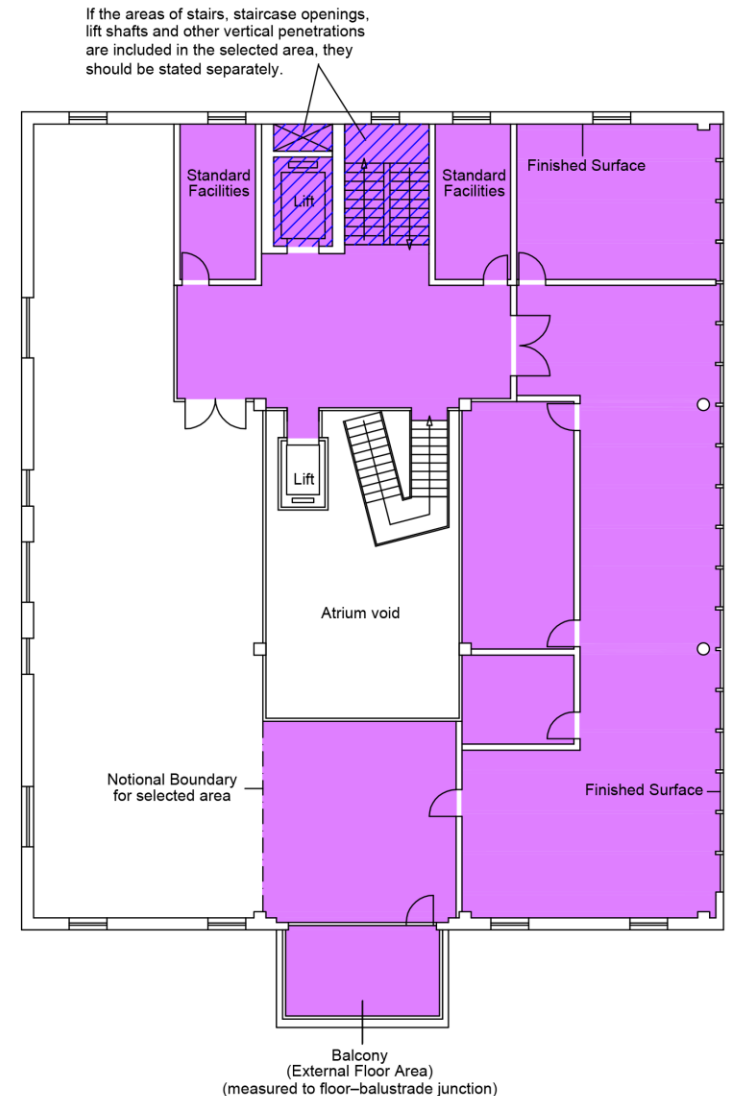 If the areas of stairs, staircase openings,
lift shafts and other vertical penetrations
are included in the selected area, they
should be stated separately.
Standard
Facilities
Lift
Standard
Facilities
Finished Surface
Lift
Atrium void
Notional Boundary
for selected area
Finished Surface
Balcony
(External Floor Area)
(measured to floor–balustrade junction)